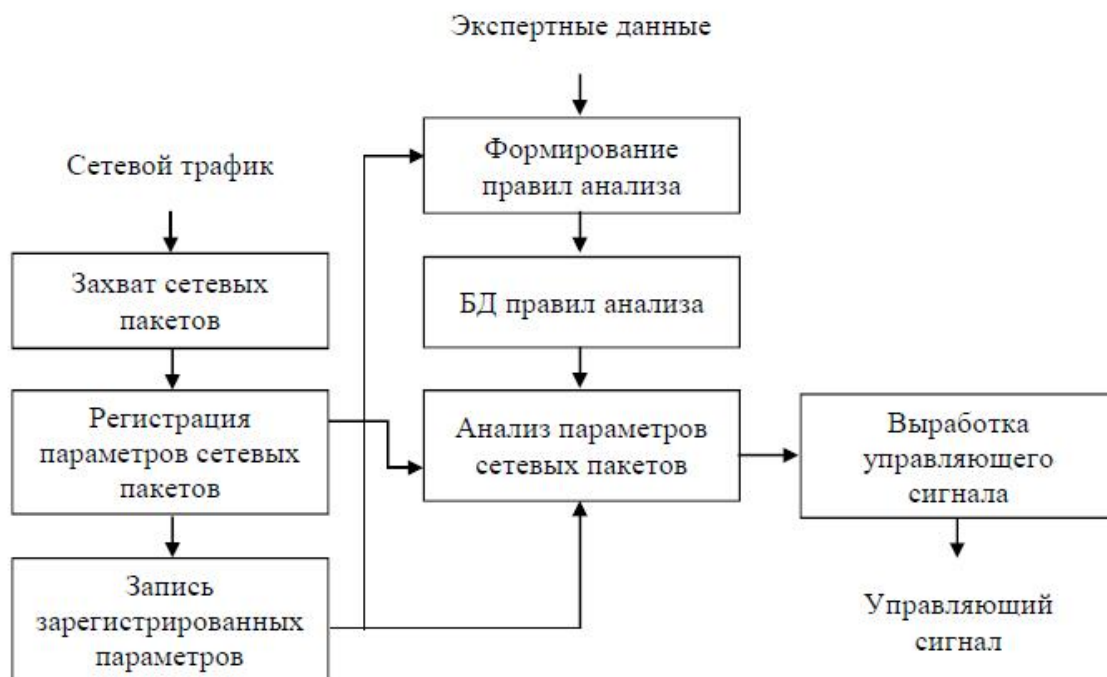 Экспертные данные
Формирование
правил анализа
Сетевой трафик
Захват сетевых
пакетов
БД правил анализа
Регистрация
параметров сетевых
пакетов
Анализ параметров
сетевых пакетов
Выработка
управляющего
сигнала
Запись
зарегистрированных
параметров
Управляющий
сигнал